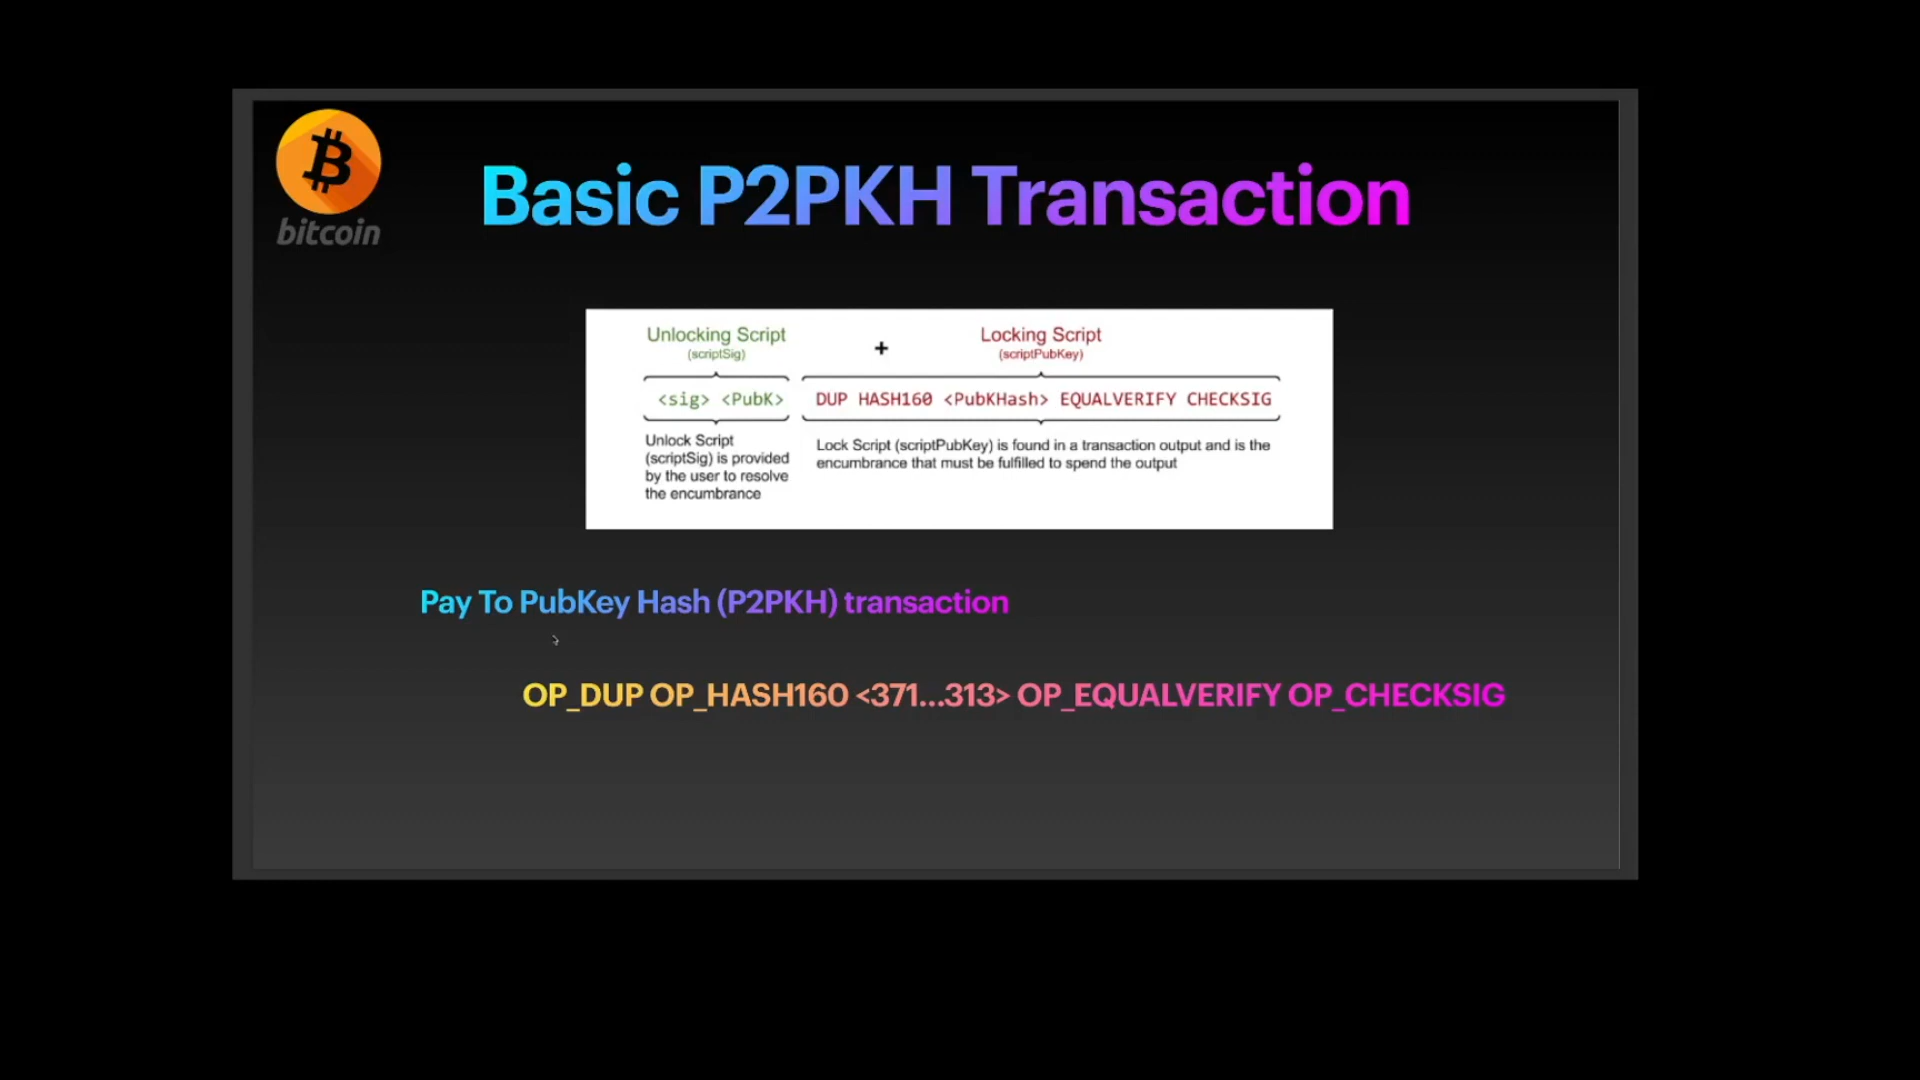 bitcoin
Basic P2PKH Transaction
Unlocking Script
(scriptSig)
+
Locking Script
(scriptPubKey)
<sig> <PubK>
DUP HASH160 <PubKHash> EQUALVERIFY CHECKSIG
Unlock Script
(scriptSig) is provided
by the user to resolve
the encumbrance
Lock Script (scriptPubKey) is found in a transaction output and is the
encumbrance that must be fulfilled to spend the output
Pay To PubKey Hash (P2PKH) transaction
OP_DUP OP_HASH160 <371...313> OP_EQUALVERIFY OP_CHECKSIG